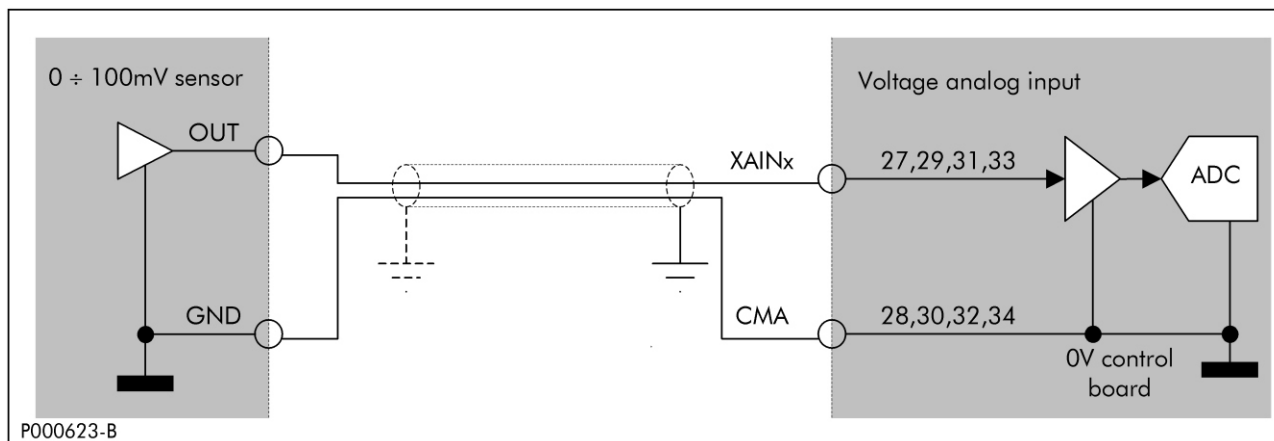 0 ÷ 100mV sensor
OUT
GND
XAINx
CMA
Voltage analog input
27,29,31,33
ADC
28,30,32,34
0V control
board
P000623-B